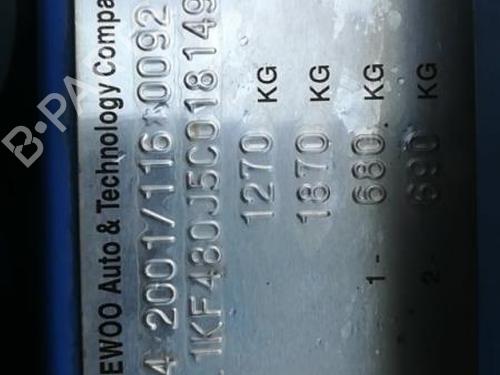 EWOO Auto & Technology Compa
4 2001/116*0092
1KF480J5C018149
1270 KG
1870 KG
1- 680 KG
2- 690 KG
B-PA